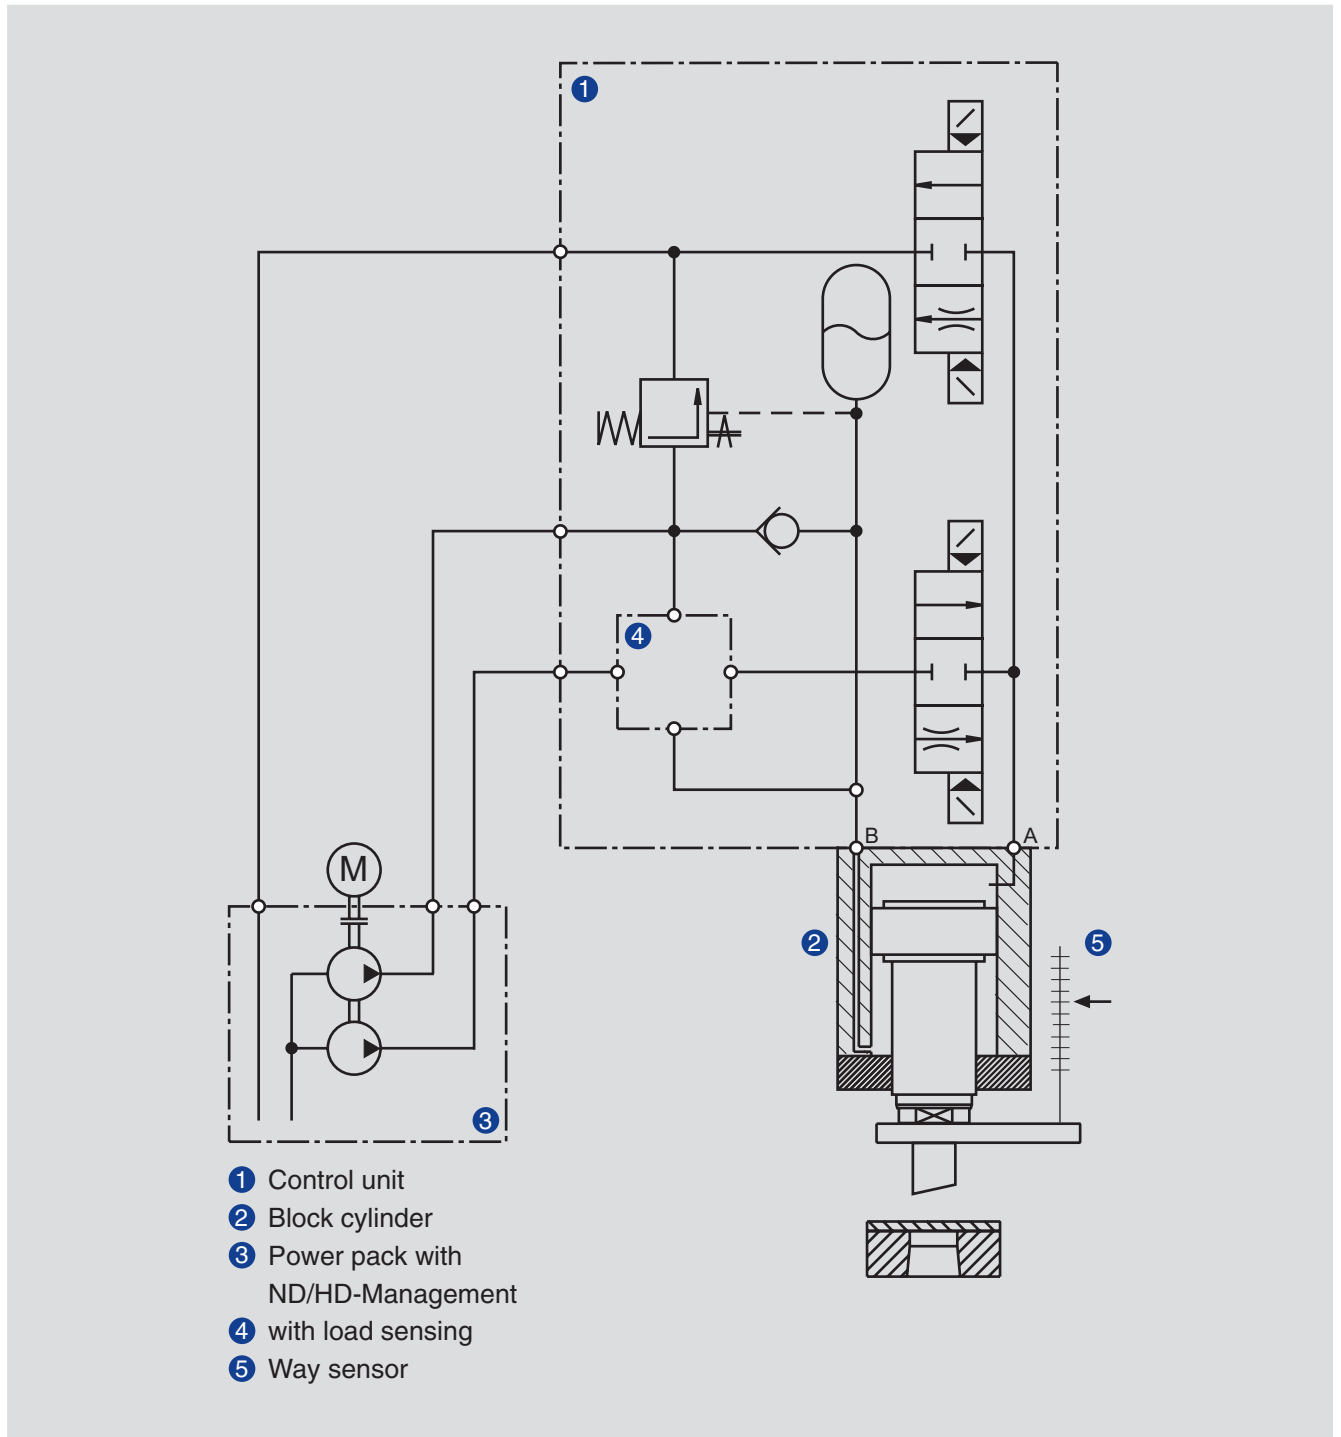 1
4
B
A
M
2
5
3
1 Control unit
2 Block cylinder
3 Power pack with
ND/HD-Management
4 with load sensing
5 Way sensor